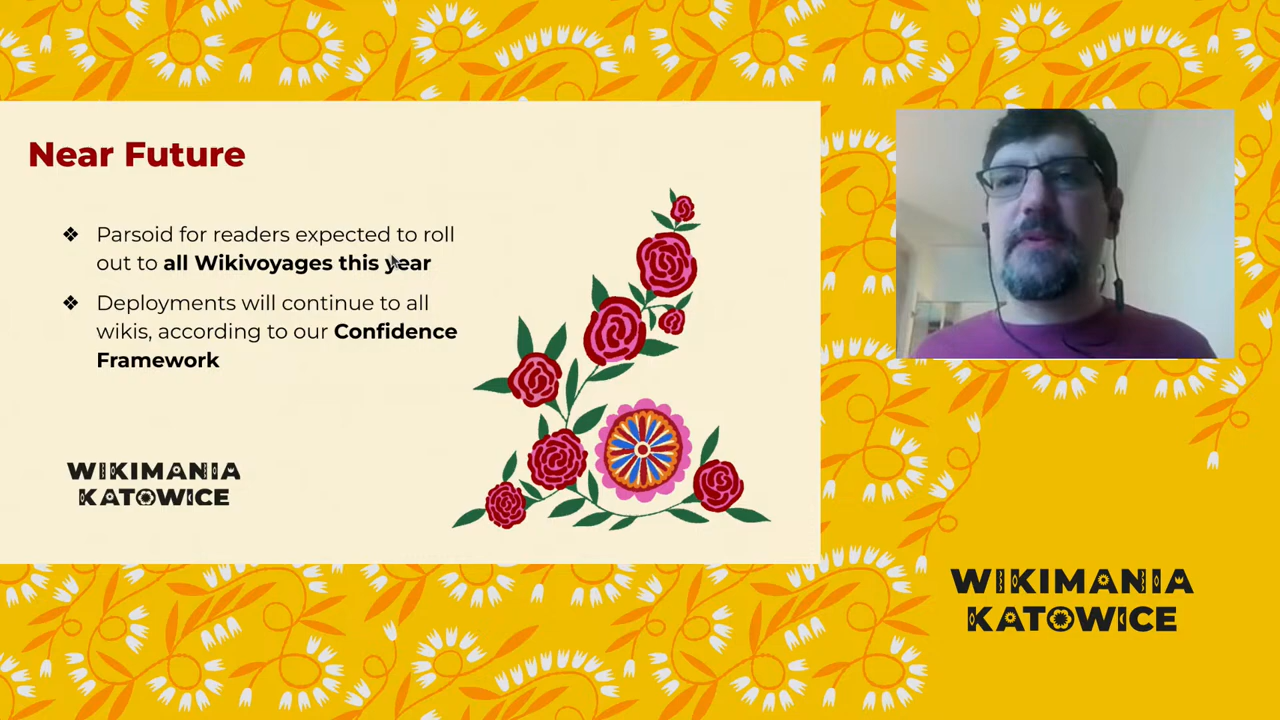 Near Future
❖ Parsoid for readers expected to roll
out to all Wikivoyages this year
❖ Deployments will continue to all
wikis, according to our Confidence
Framework
WIKIMANIA
KATOWICE
WIKIMANIA
KATOWICE